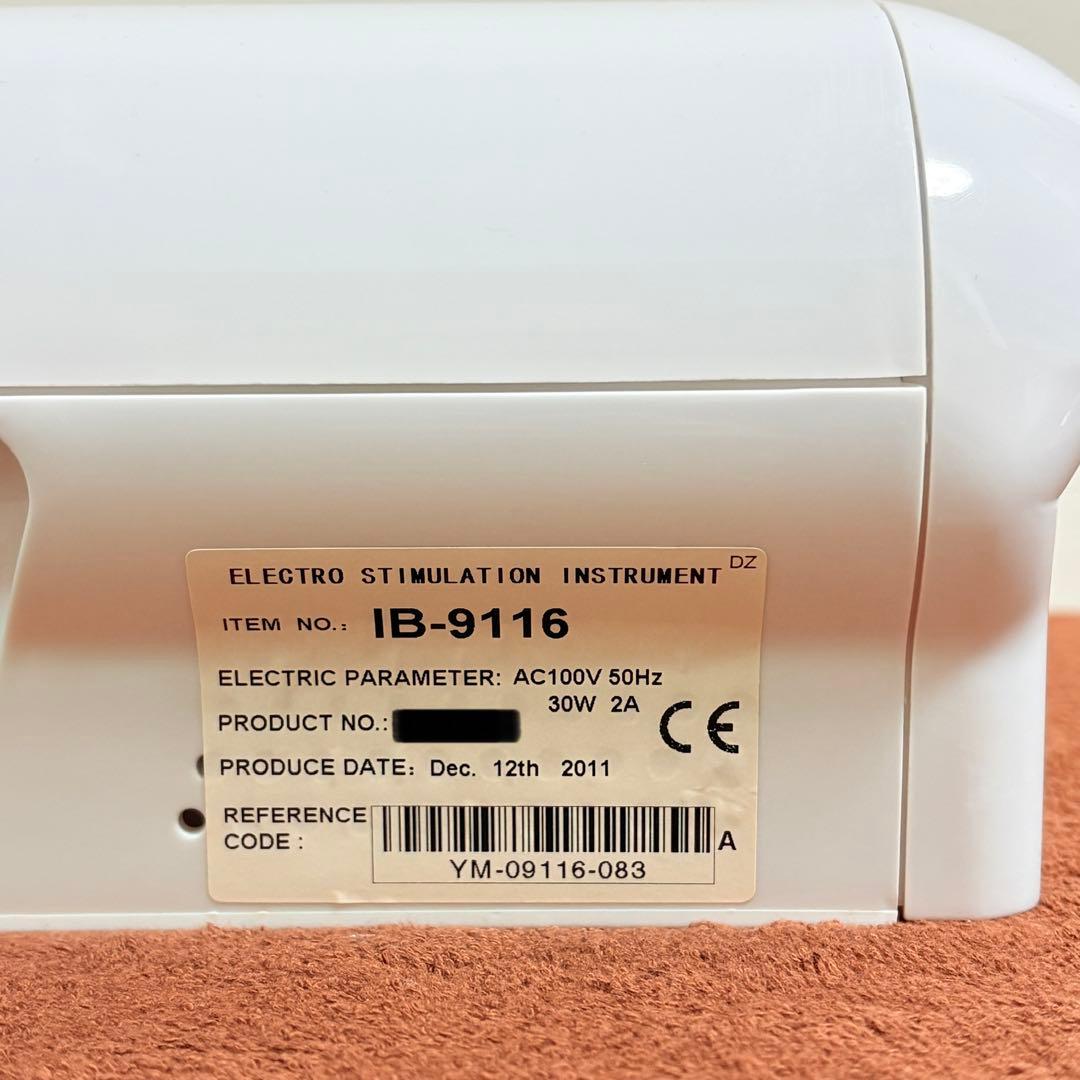 ELECTRO STIMULATION INSTRUMENT DZ
ITEM NO.: IB-9116
ELECTRIC PARAMETER: AC100V 50Hz
30W 2A
PRODUCT NO.:
CE
PRODUCE DATE: Dec. 12th 2011
REFERENCE
CODE :
A
YM-09116-083